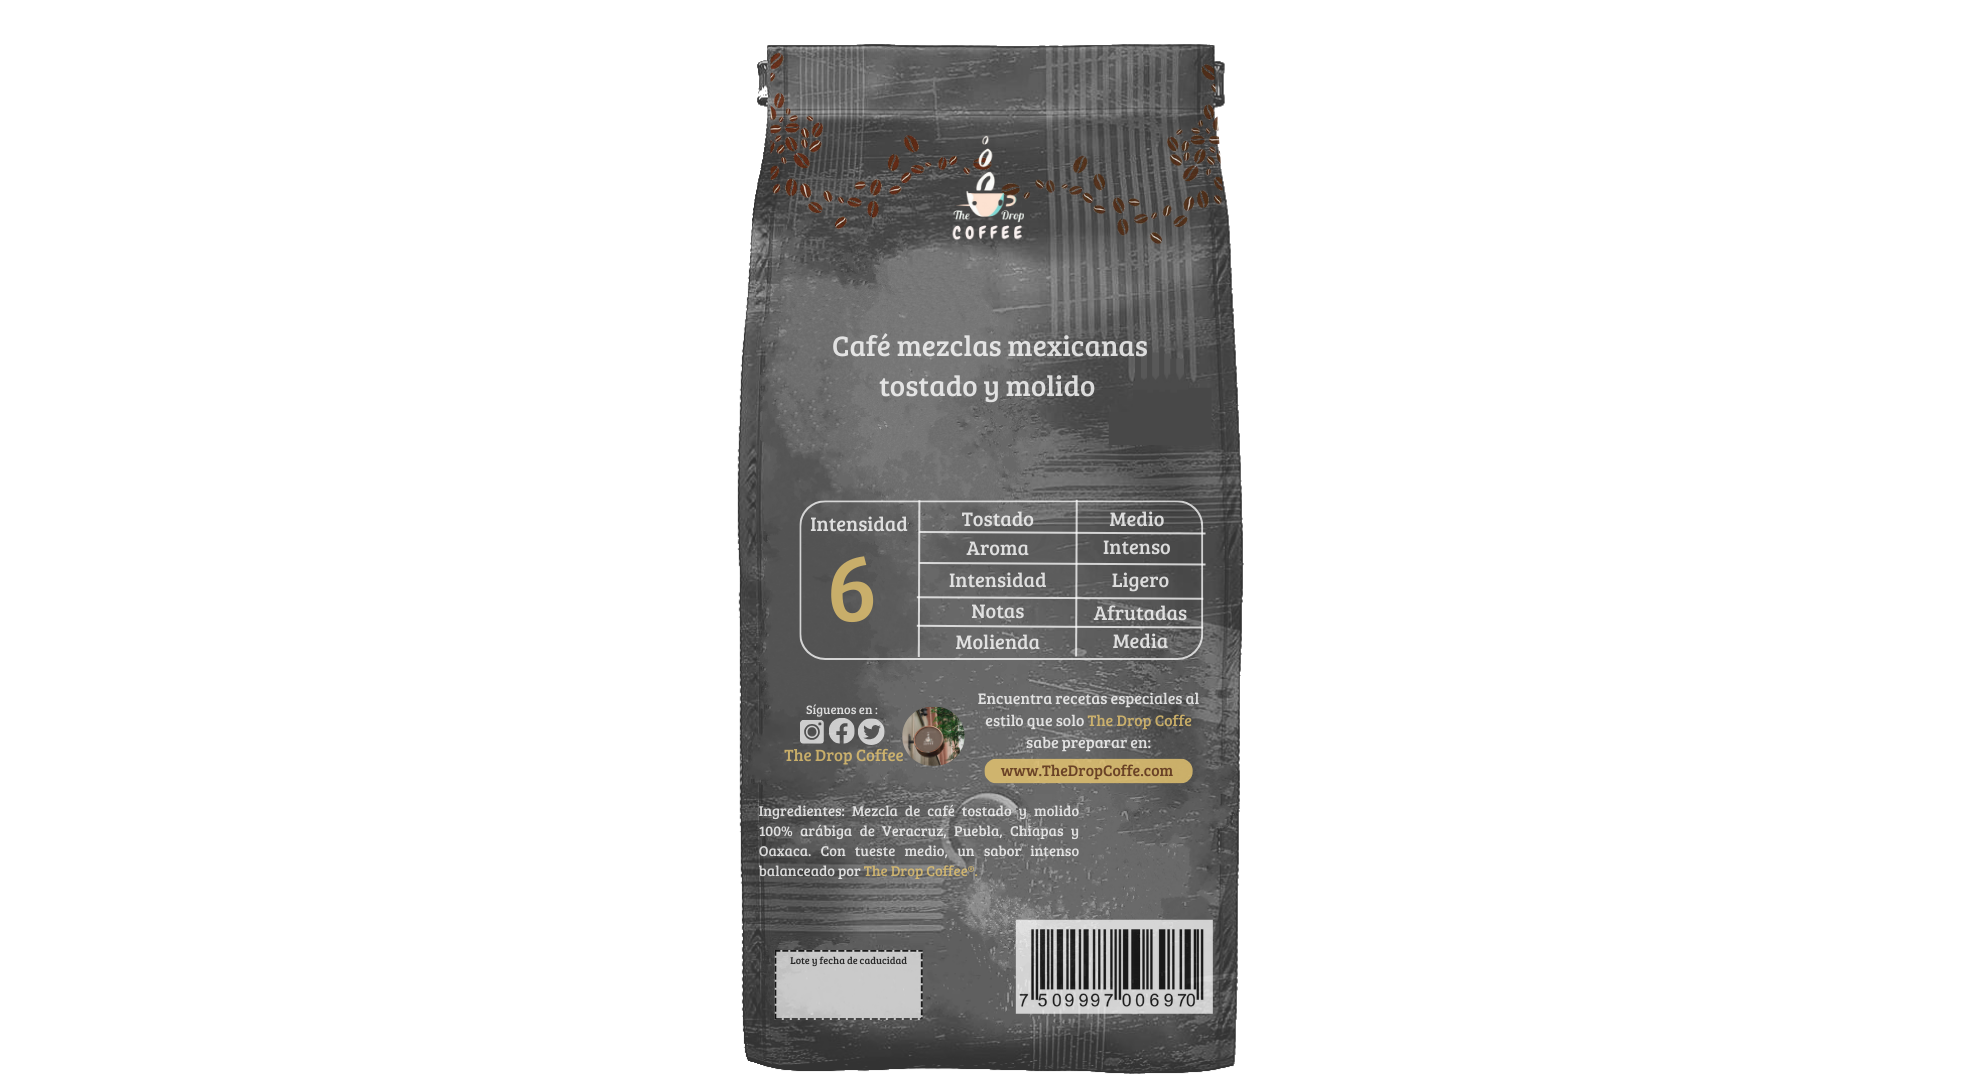 The Drop
COFFEE
Café mezclas mexicanas
tostado y molido
Intensidad
6
Tostado Medio
Aroma Intenso
Intensidad Ligero
Notas Afrutadas
Molienda Media
Síguenos en :
The Drop Coffee
Encuentra recetas especiales al
estilo que solo The Drop Coffe
sabe preparar en:
www.TheDropCoffe.com
Ingredientes: Mezcla de café tostado y molido
100% arábiga de Veracruz, Puebla, Chiapas y
Oaxaca. Con tueste medio, un sabor intenso
balanceado por The Drop Coffee®
Lote y fecha de caducidad
7 509997 006970